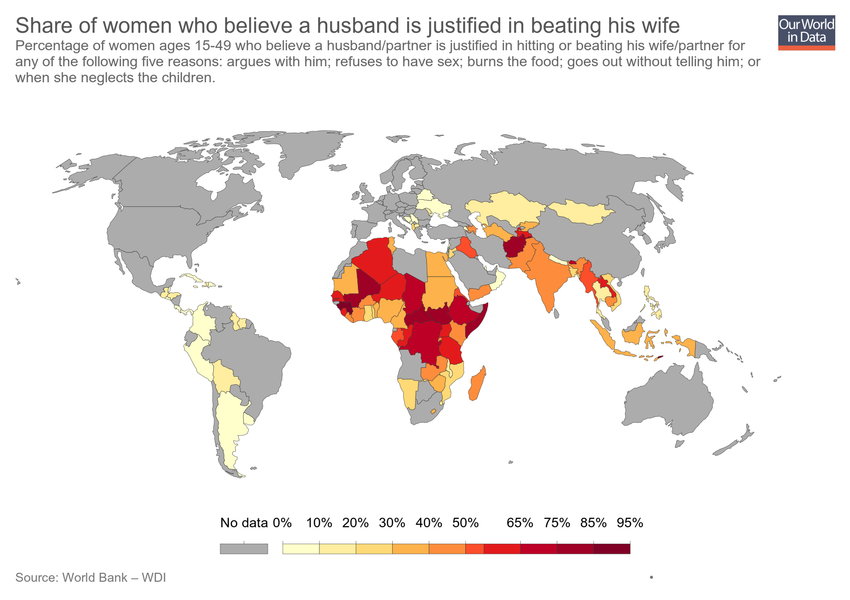 Share of women who believe a husband is justified in beating his wife
Our World
in Data
Percentage of women ages 15-49 who believe a husband/partner is justified in hitting or beating his wife/partner for
any of the following five reasons: argues with him; refuses to have sex; burns the food; goes out without telling him; or
when she neglects the children.
No data 0% 10% 20% 30% 40% 50% 65% 75% 85% 95%
Source: World Bank – WDI